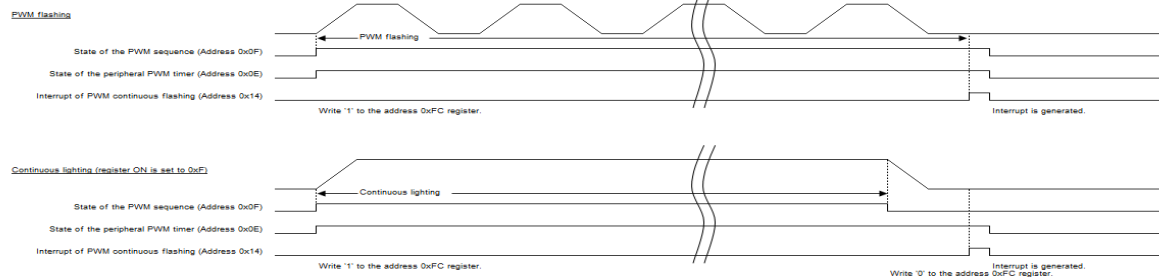 PWM flashing
PWM flashing
State of the PWM sequence (Address 0x0F)
State of the peripheral PWM timer (Address 0x0E)
Interrupt of PWM continuous flashing (Address 0x14)
Write '1' to the address 0xFC register.
Interrupt is generated.
Continuous lighting (register ON is set to 0xF)
Continuous lighting
State of the PWM sequence (Address 0x0F)
State of the peripheral PWM timer (Address 0x0E)
Interrupt of PWM continuous flashing (Address 0x14)
Write '1' to the address 0xFC register.
Interrupt is generated.
Write '0' to the address 0xFC register.